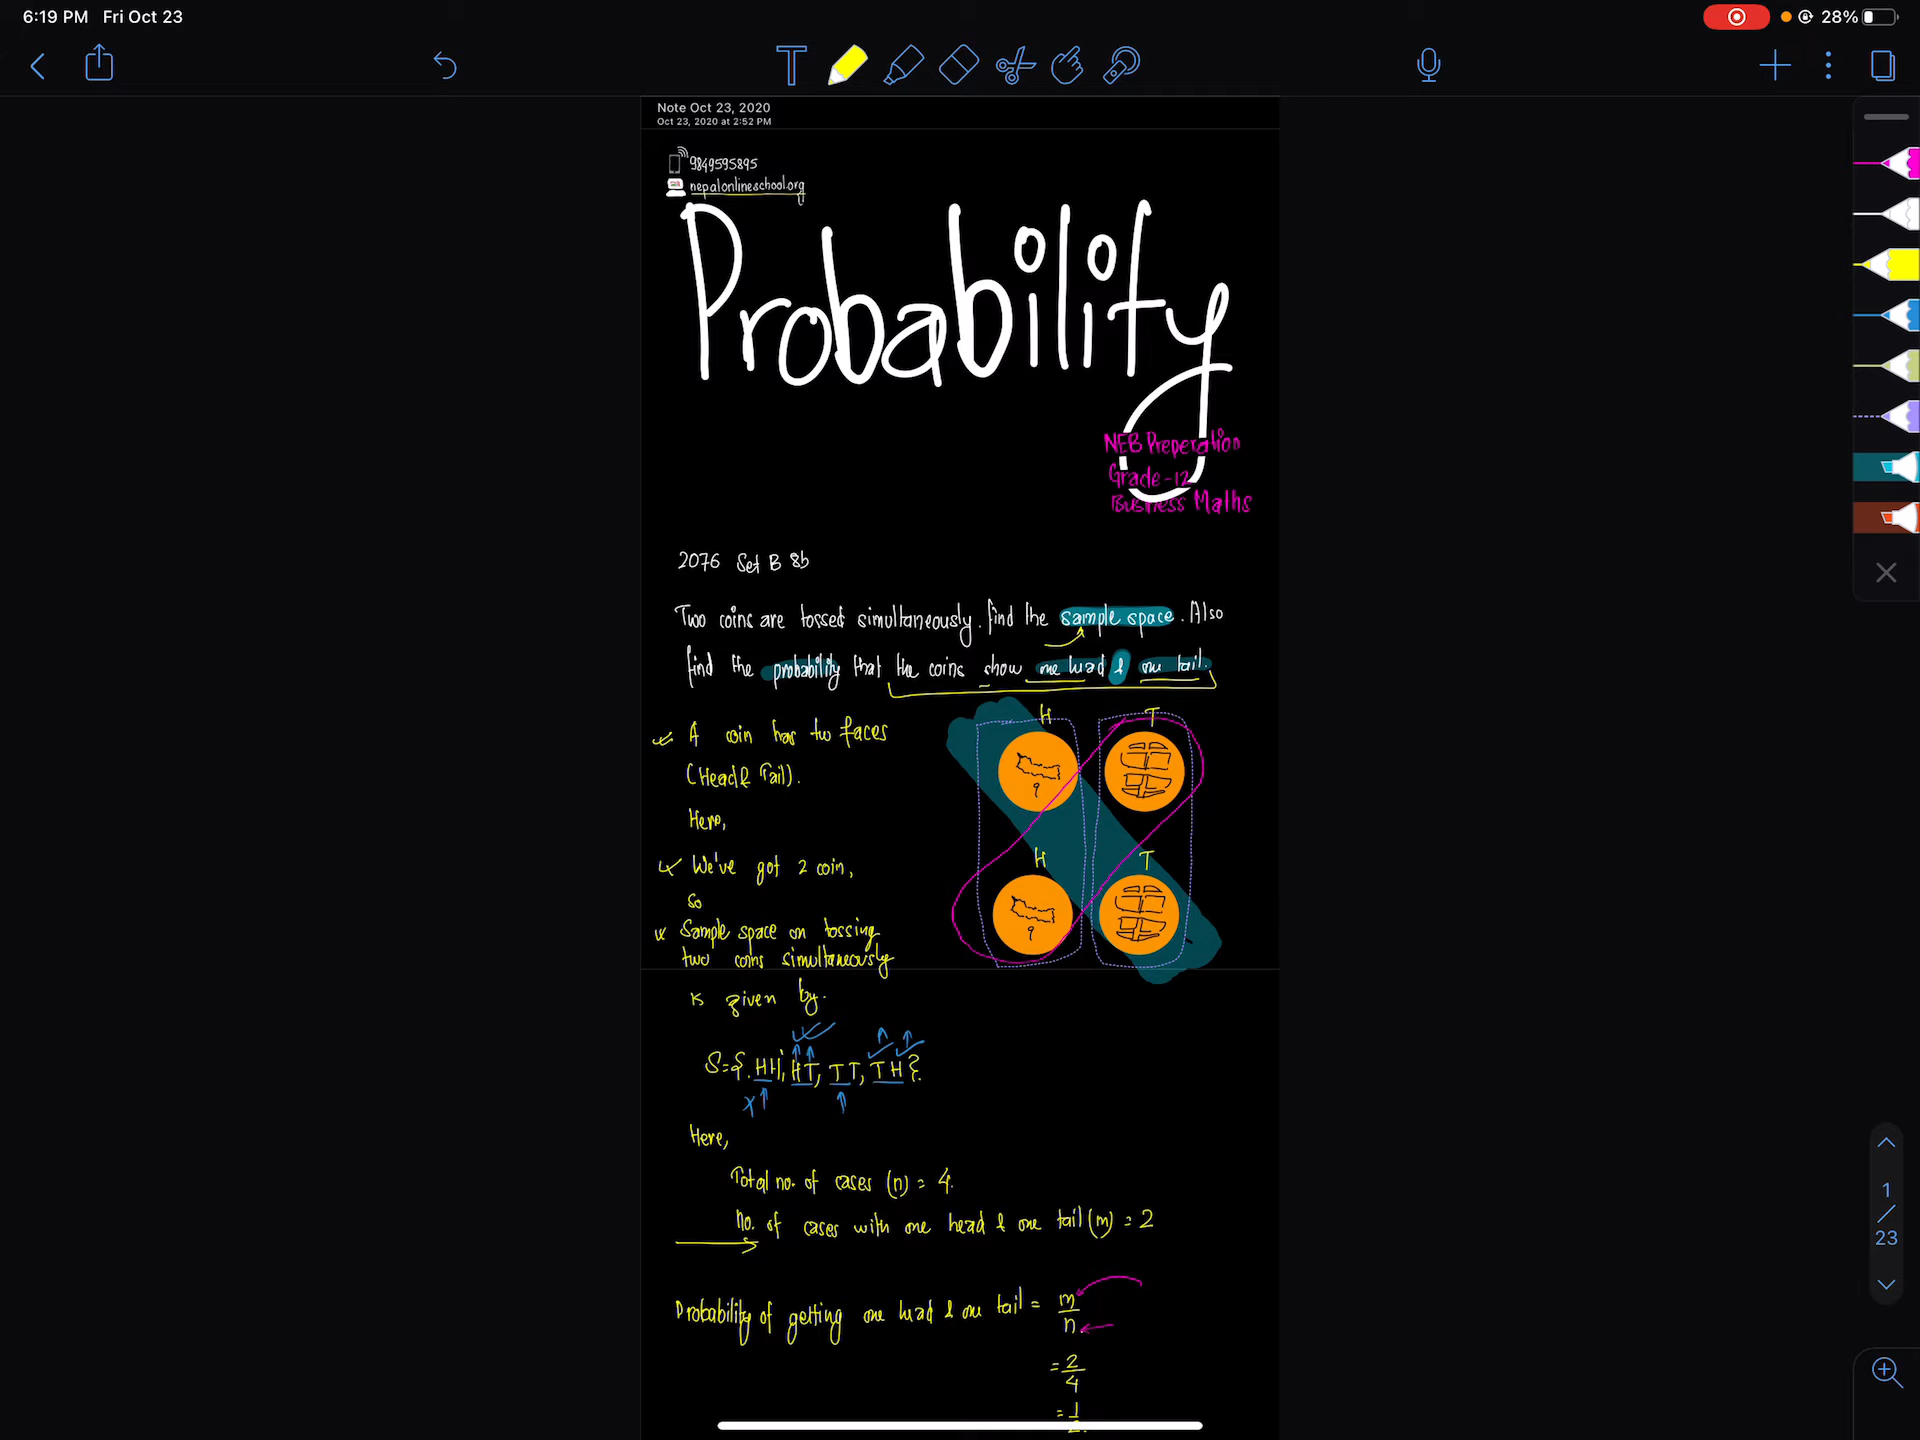 6:19 PM Fri Oct 23
28%
Note Oct 23, 2020
Oct 23, 2020 at 2:52 PM
9849595895
nepalonlineschool.org
Probability
NEB Preperation
Grade-12
Business Maths
2076 Set B 8b
Two coins are tossed simultaneously. find the sample space. Also
find the probability that the coins show one head & one tail.
A coin has two faces
(Head & Tail).
Here,
We've got 2 coin,
so
Sample space on tossing
two coins simultaneously
H T
9
H T
9
is given by.
S={HH, HT, TT, TH}.
x
Here,
Total no. of cases (n) = 4.
No. of cases with one head & one tail (m) = 2
Probability of getting one head & one tail = m
n.
= 2
4
= 1
2.
1
/
23